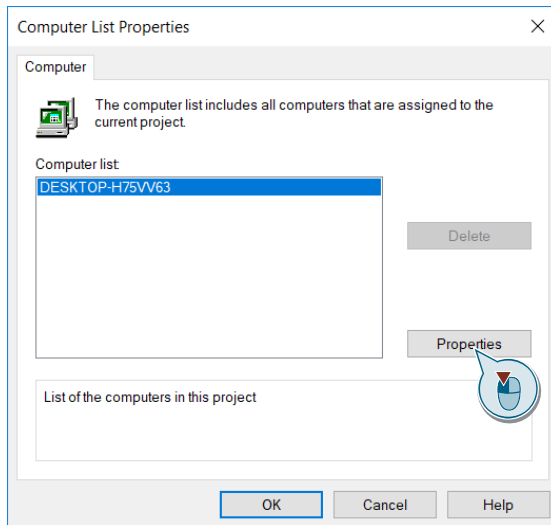 Computer List Properties
Computer
The computer list includes all computers that are assigned to the
current project.
Computer list:
DESKTOP-H75VV63
Delete
Properties
List of the computers in this project
OK
Cancel
Help